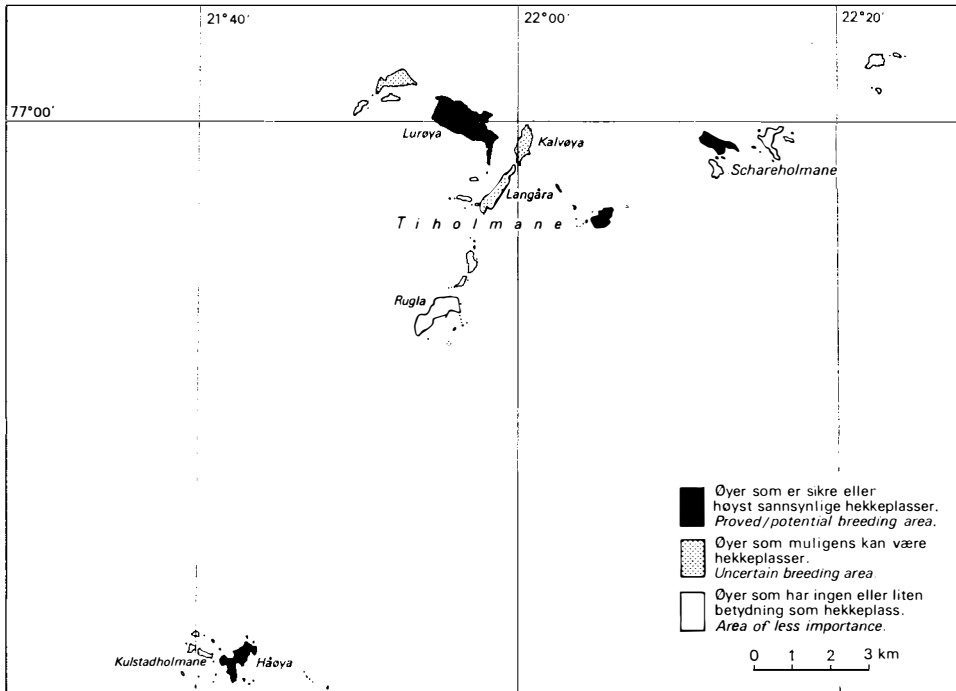 21°40'
22°00'
22°20'
77°00'
Lurøya
Kalvøya
Schareholmane
Langåra
Tiholmane
Rugla
Øyer som er sikre eller
høyst sannsynlige hekkeplasser.
Proved/potential breeding area.
Øyer som muligens kan være
hekkeplasser.
Uncertain breeding area.
Øyer som har ingen eller liten
betydning som hekkeplass.
Area of less importance.
Kulstadholmane
Håøya
0 1 2 3 km